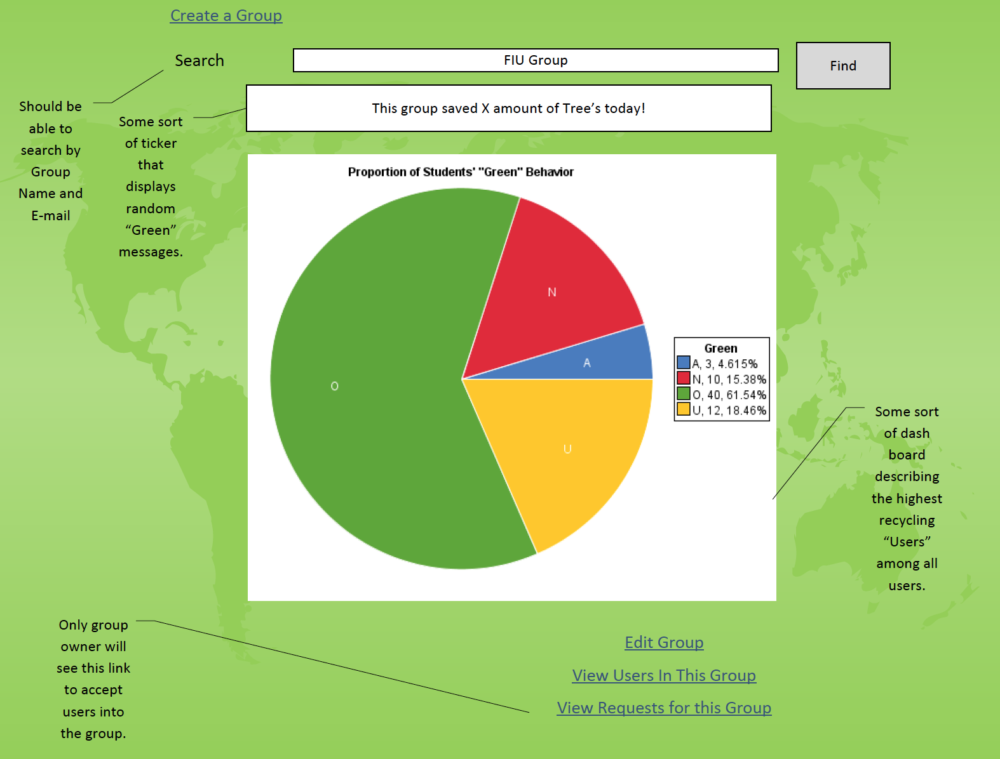 Create a Group
Search
FIU Group
Find
This group saved X amount of Tree’s today!
Should be
able to
search by
Group
Name and
E-mail
Some sort
of ticker
that
displays
random
“Green”
messages.
Proportion of Students' "Green" Behavior
N
A
O
U
Green
A, 3, 4.615%
N, 10, 15.38%
O, 40, 61.54%
U, 12, 18.46%
Some sort
of dash
board
describing
the highest
recycling
“Users”
among all
users.
Only group
owner will
see this link
to accept
users into
the group.
Edit Group
View Users In This Group
View Requests for this Group